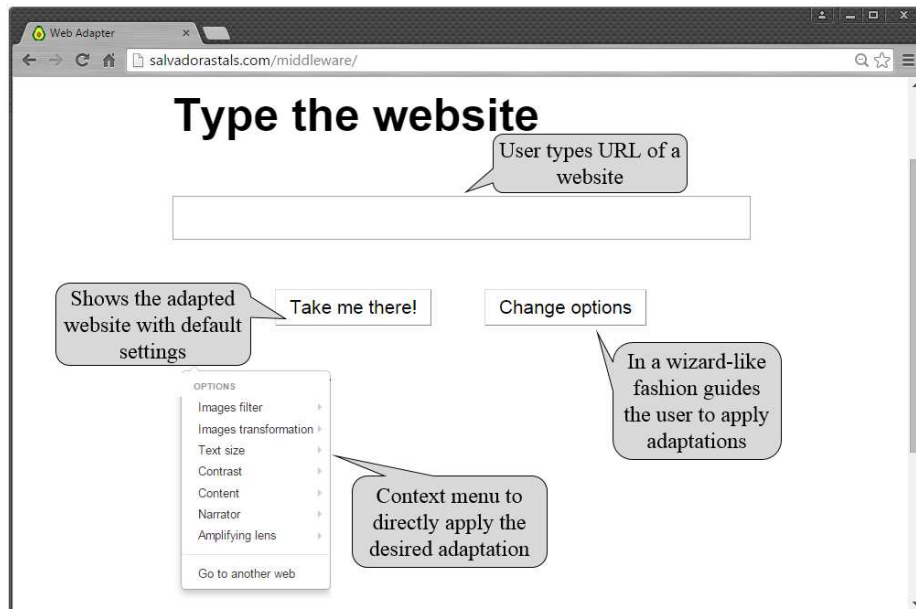 Web Adapter
salvadorastals.com/middleware/
Type the website
User types URL of a
website
Shows the adapted
website with default
settings
Take me there!
Change options
In a wizard-like
fashion guides
the user to apply
adaptations
OPTIONS
Images filter
Images transformation
Text size
Contrast
Content
Narrator
Amplifying lens
Go to another web
Context menu to
directly apply the
desired adaptation